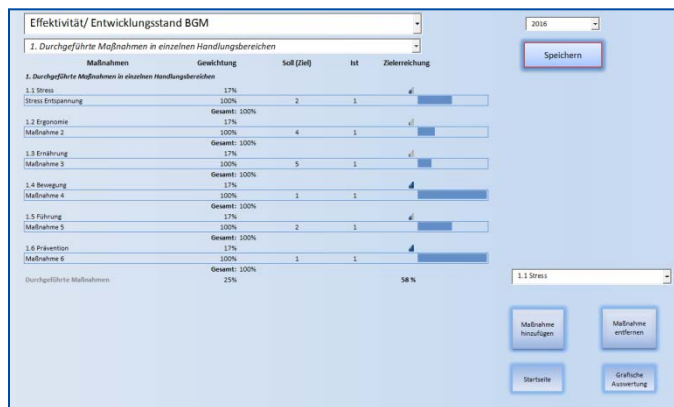 Effektivität/ Entwicklungsstand BGM
2016
1. Durchgeführte Maßnahmen in einzelnen Handlungsbereichen
Speichern
Maßnahmen Gewichtung Soll (Ziel) Ist Zielerreichung
1. Durchgeführte Maßnahmen in einzelnen Handlungsbereichen
1.1 Stress 17%
Stress Entspannung 100% 2 1
Gesamt: 100%
1.2 Ergonomie 17%
Maßnahme 2 100% 4 1
Gesamt: 100%
1.3 Ernährung 17%
Maßnahme 3 100% 5 1
Gesamt: 100%
1.4 Bewegung 17%
Maßnahme 4 100% 1 1
Gesamt: 100%
1.5 Führung 17%
Maßnahme 5 100% 2 1
Gesamt: 100%
1.6 Prävention 17%
Maßnahme 6 100% 1 1
Gesamt: 100%
Durchgeführte Maßnahmen 25% 58 %
1.1 Stress
Maßnahme
hinzufügen
Maßnahme
entfernen
Startseite
Grafische
Auswertung